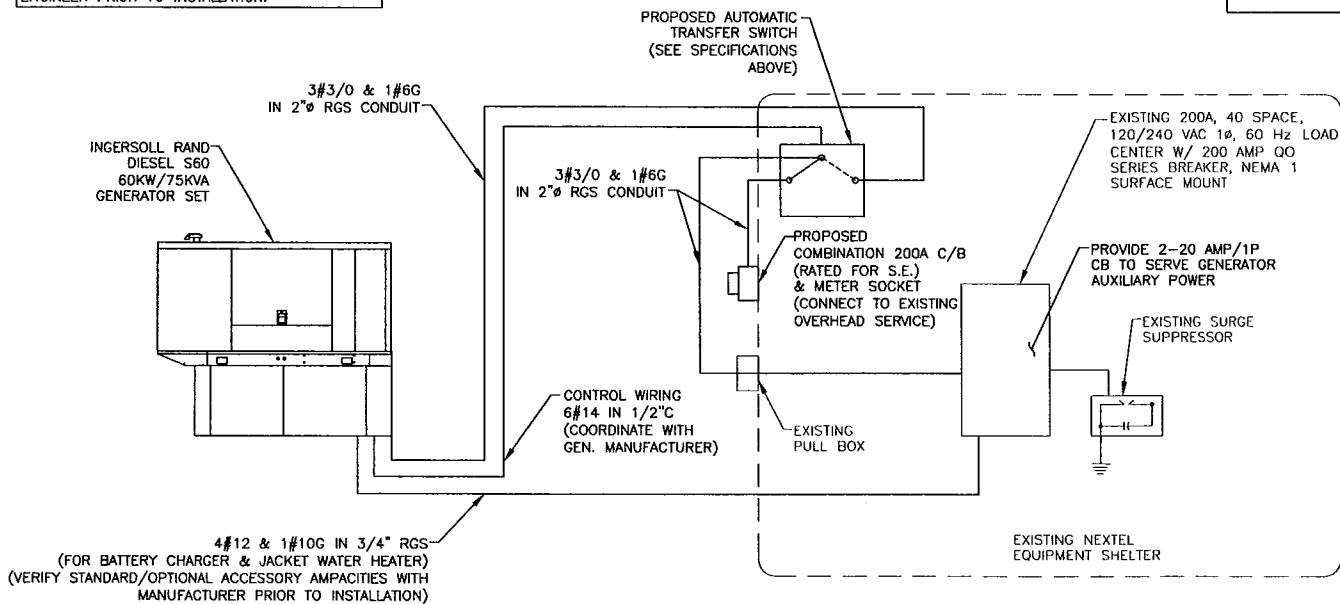 ENGINEER PRIOR TO INSTALLATION.
PROPOSED AUTOMATIC
TRANSFER SWITCH
(SEE SPECIFICATIONS
ABOVE)
3#3/0 & 1#6G
IN 2"ø RGS CONDUIT
INGERSOLL RAND
DIESEL S60
60KW/75KVA
GENERATOR SET
3#3/0 & 1#6G
IN 2"ø RGS CONDUIT
EXISTING 200A, 40 SPACE,
120/240 VAC 1ø, 60 Hz LOAD
CENTER W/ 200 AMP QO
SERIES BREAKER, NEMA 1
SURFACE MOUNT
PROPOSED
COMBINATION 200A C/B
(RATED FOR S.E.)
& METER SOCKET
(CONNECT TO EXISTING
OVERHEAD SERVICE)
PROVIDE 2-20 AMP/1P
CB TO SERVE GENERATOR
AUXILIARY POWER
EXISTING SURGE
SUPPRESSOR
CONTROL WIRING
6#14 IN 1/2"C
(COORDINATE WITH
GEN. MANUFACTURER)
EXISTING
PULL BOX
4#12 & 1#10G IN 3/4" RGS
(FOR BATTERY CHARGER & JACKET WATER HEATER)
(VERIFY STANDARD/OPTIONAL ACCESSORY AMPACITIES WITH
MANUFACTURER PRIOR TO INSTALLATION)
EXISTING NEXTEL
EQUIPMENT SHELTER